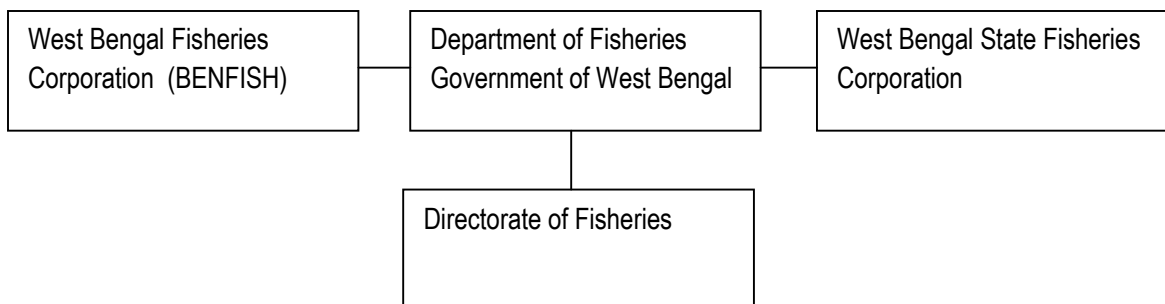 West Bengal Fisheries
Corporation (BENFISH)
Department of Fisheries
Government of West Bengal
West Bengal State Fisheries
Corporation
Directorate of Fisheries